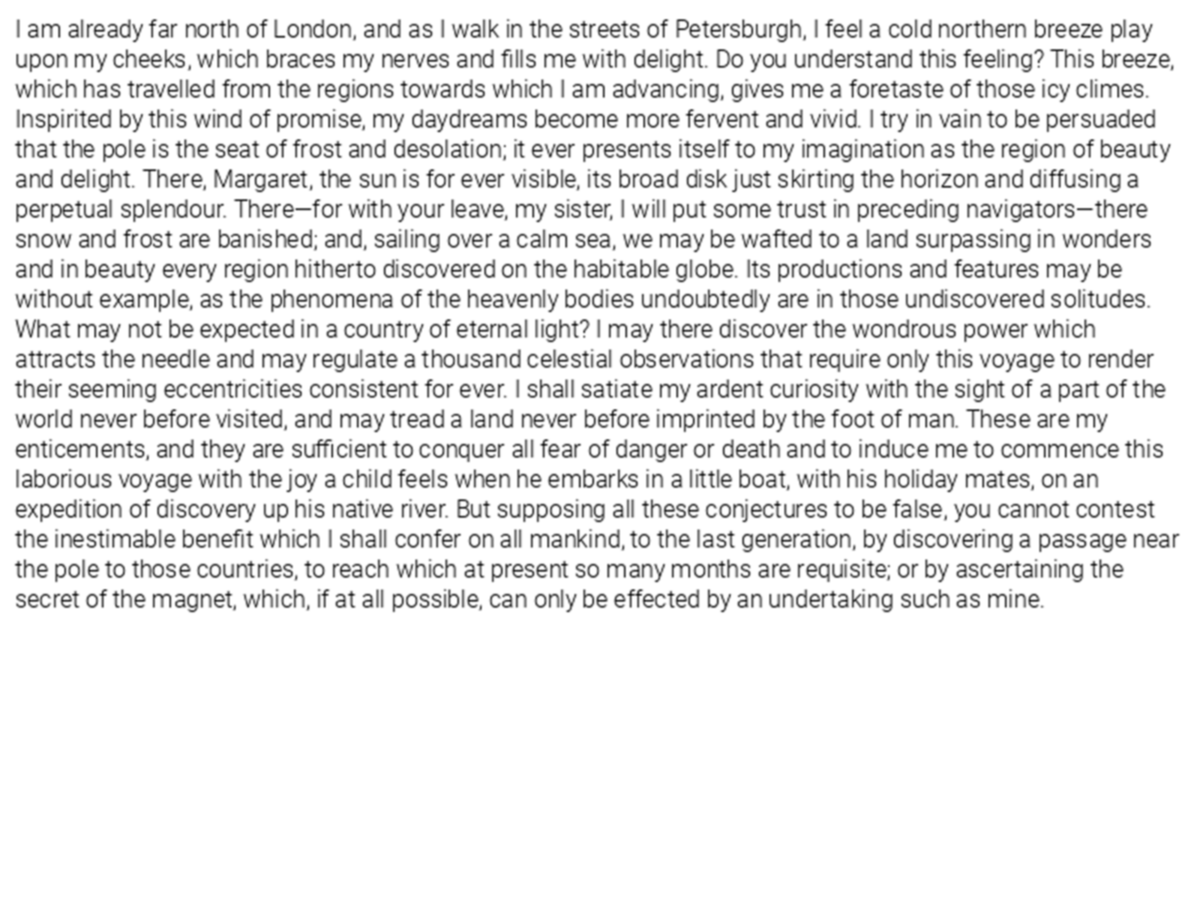 I am already far north of London, and as I walk in the streets of Petersburgh, I feel a cold northern breeze play
upon my cheeks, which braces my nerves and fills me with delight. Do you understand this feeling? This breeze,
which has travelled from the regions towards which I am advancing, gives me a foretaste of those icy climes.
Inspirited by this wind of promise, my daydreams become more fervent and vivid. I try in vain to be persuaded
that the pole is the seat of frost and desolation; it ever presents itself to my imagination as the region of beauty
and delight. There, Margaret, the sun is for ever visible, its broad disk just skirting the horizon and diffusing a
perpetual splendour. There—for with your leave, my sister, I will put some trust in preceding navigators—there
snow and frost are banished; and, sailing over a calm sea, we may be wafted to a land surpassing in wonders
and in beauty every region hitherto discovered on the habitable globe. Its productions and features may be
without example, as the phenomena of the heavenly bodies undoubtedly are in those undiscovered solitudes.
What may not be expected in a country of eternal light? I may there discover the wondrous power which
attracts the needle and may regulate a thousand celestial observations that require only this voyage to render
their seeming eccentricities consistent for ever. I shall satiate my ardent curiosity with the sight of a part of the
world never before visited, and may tread a land never before imprinted by the foot of man. These are my
enticements, and they are sufficient to conquer all fear of danger or death and to induce me to commence this
laborious voyage with the joy a child feels when he embarks in a little boat, with his holiday mates, on an
expedition of discovery up his native river. But supposing all these conjectures to be false, you cannot contest
the inestimable benefit which I shall confer on all mankind, to the last generation, by discovering a passage near
the pole to those countries, to reach which at present so many months are requisite; or by ascertaining the
secret of the magnet, which, if at all possible, can only be effected by an undertaking such as mine.